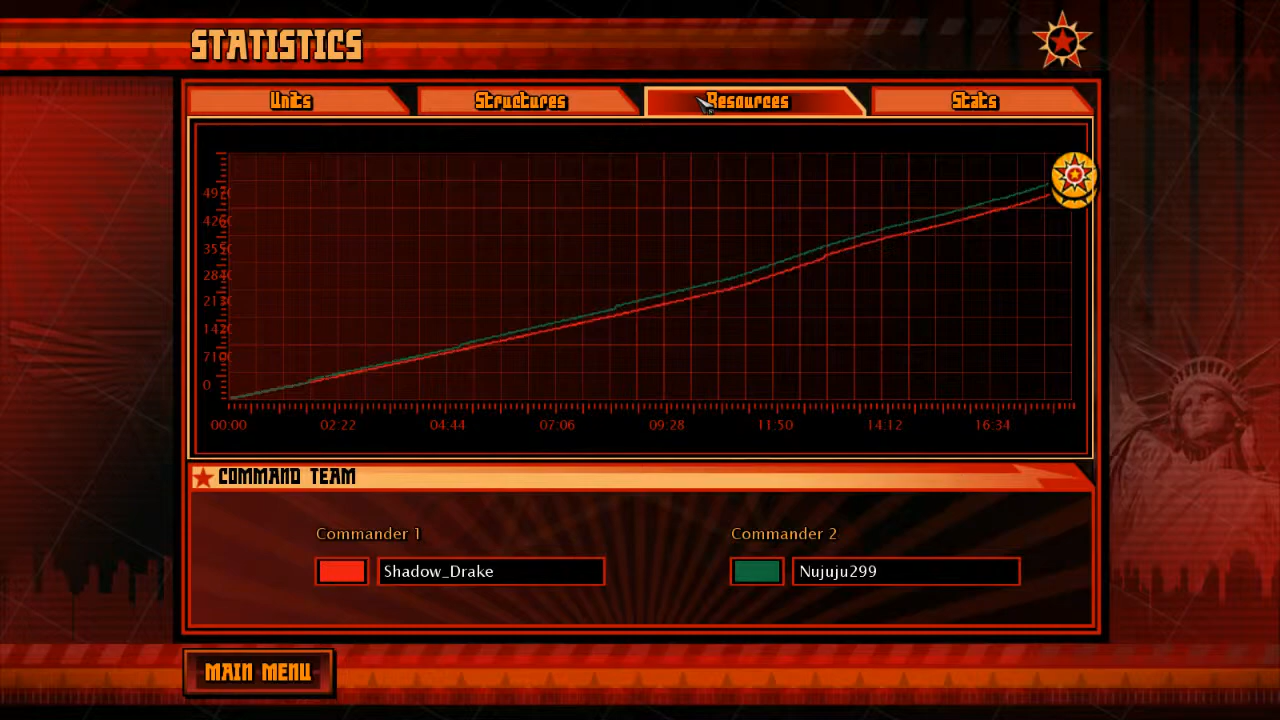 STATISTICS
Units Structures Resources Stats
7100
0
00:00 02:22 04:44 07:06 09:28 11:50 14:12 16:34
COMMAND TEAM
Commander 1 Commander 2
Shadow_Drake Nujuju299
MAIN MENU